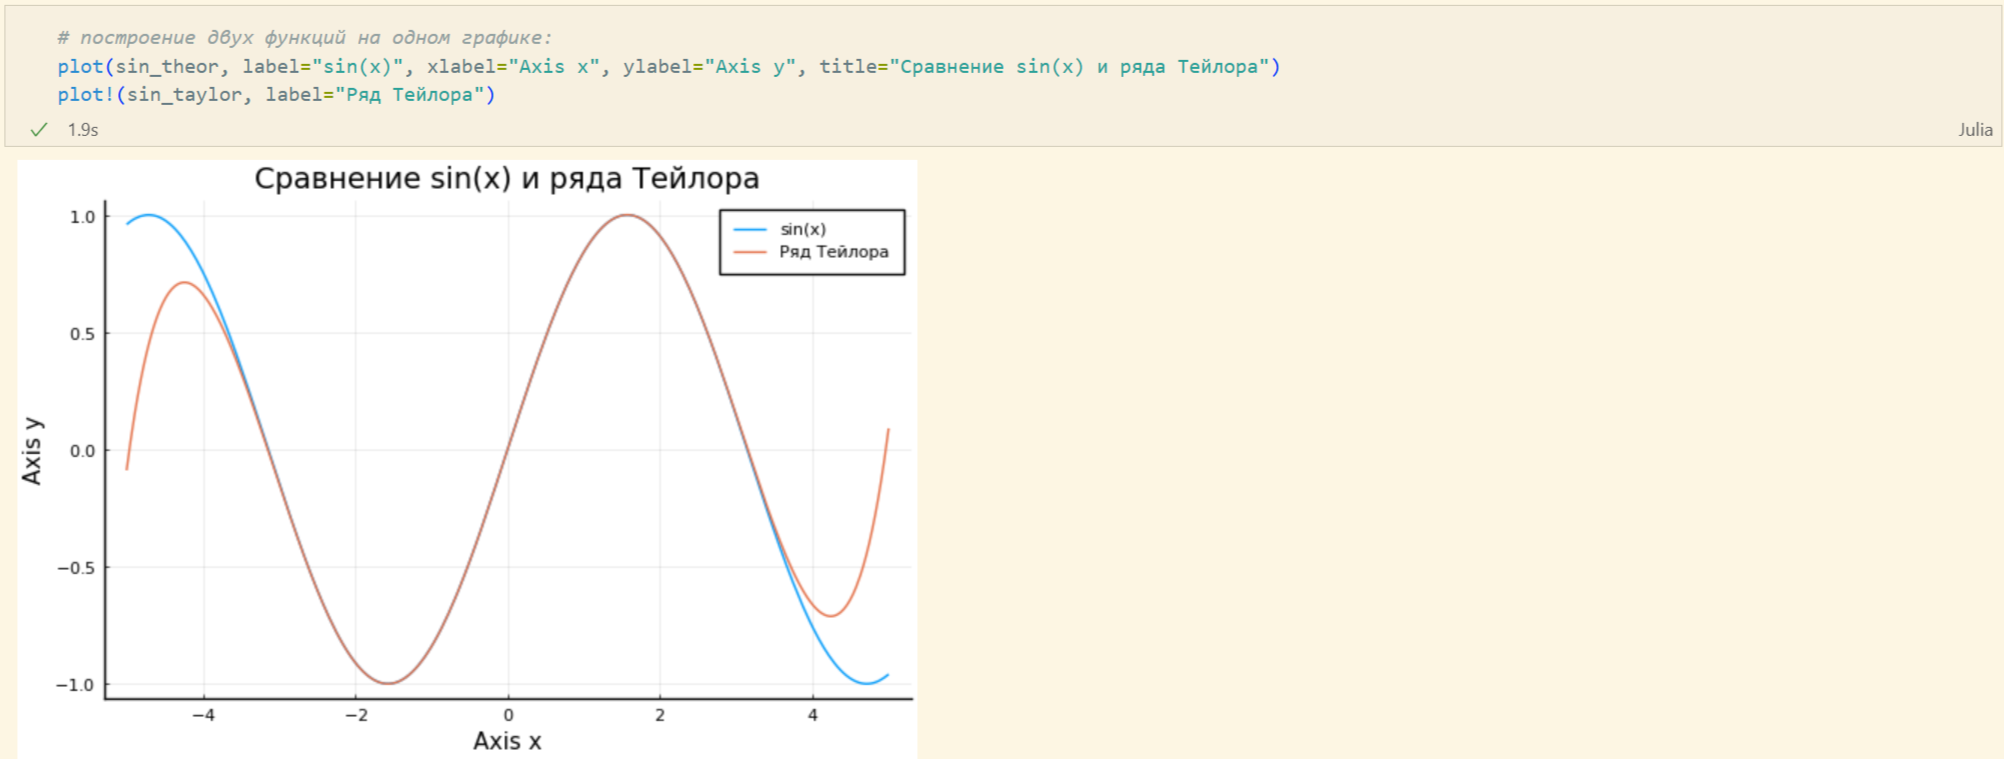 # построение двух функций на одном графике:
plot(sin_theor, label="sin(x)", xlabel="Axis x", ylabel="Axis y", title="Сравнение sin(x) и ряда Тейлора")
plot!(sin_taylor, label="Ряд Тейлора")
1.9s
Julia
Сравнение sin(x) и ряда Тейлора
sin(x)
Ряд Тейлора
1.0
0.5
0.0
−0.5
−1.0
Axis y
−4
−2
0
2
4
Axis x